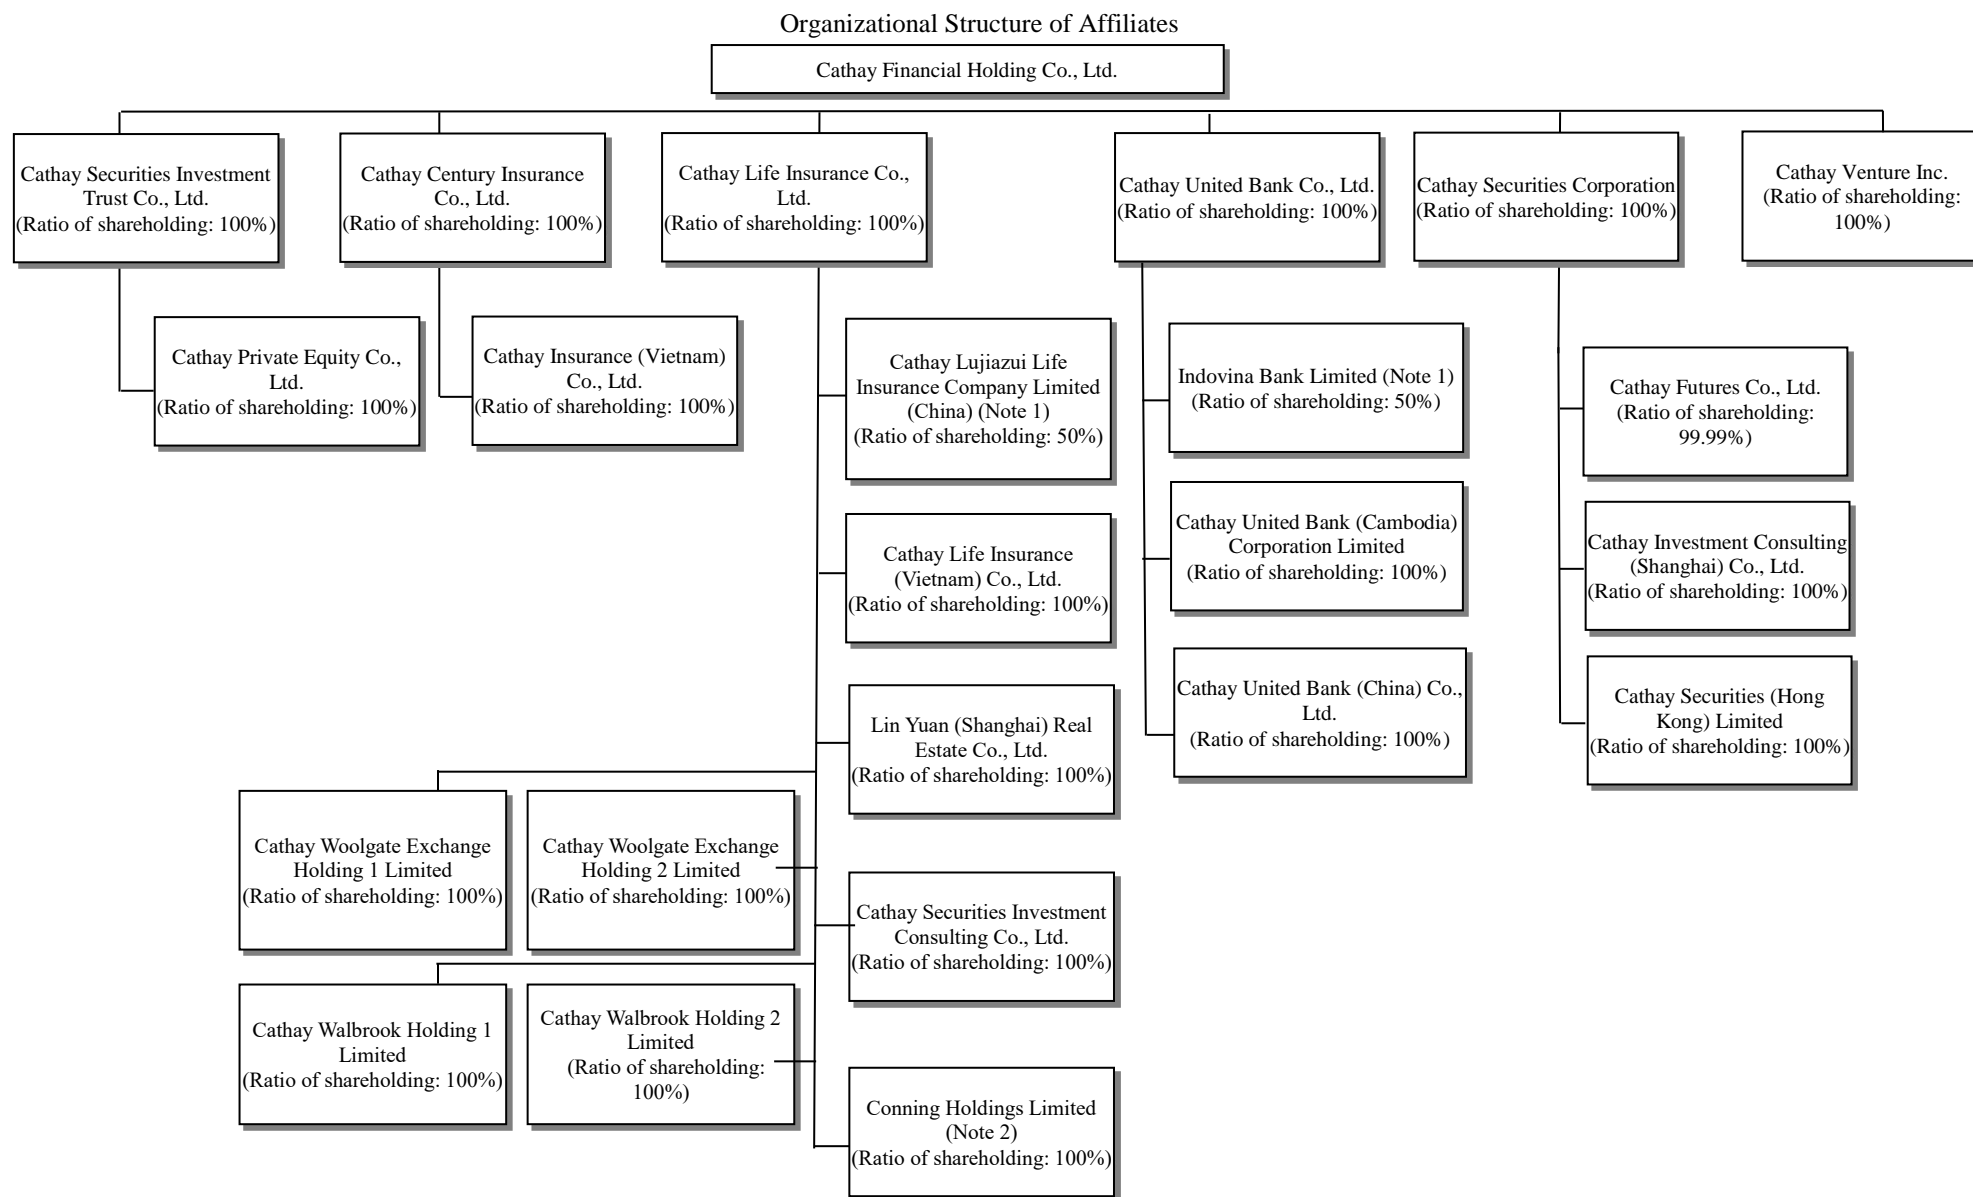 Organizational Structure of Affiliates
Cathay Financial Holding Co., Ltd.
Cathay Securities Investment
Trust Co., Ltd.
(Ratio of shareholding: 100%)
Cathay Century Insurance
Co., Ltd.
(Ratio of shareholding: 100%)
Cathay Life Insurance Co.,
Ltd.
(Ratio of shareholding: 100%)
Cathay United Bank Co., Ltd.
(Ratio of shareholding: 100%)
Cathay Securities Corporation
(Ratio of shareholding: 100%)
Cathay Venture Inc.
(Ratio of shareholding:
100%)
Cathay Private Equity Co.,
Ltd.
(Ratio of shareholding: 100%)
Cathay Insurance (Vietnam)
Co., Ltd.
(Ratio of shareholding: 100%)
Cathay Lujiazui Life
Insurance Company Limited
(China) (Note 1)
(Ratio of shareholding: 50%)
Indovina Bank Limited (Note 1)
(Ratio of shareholding: 50%)
Cathay Futures Co., Ltd.
(Ratio of shareholding:
99.99%)
Cathay Life Insurance
(Vietnam) Co., Ltd.
(Ratio of shareholding: 100%)
Cathay United Bank (Cambodia)
Corporation Limited
(Ratio of shareholding: 100%)
Cathay Investment Consulting
(Shanghai) Co., Ltd.
(Ratio of shareholding: 100%)
Lin Yuan (Shanghai) Real
Estate Co., Ltd.
(Ratio of shareholding: 100%)
Cathay United Bank (China) Co.,
Ltd.
(Ratio of shareholding: 100%)
Cathay Securities (Hong
Kong) Limited
(Ratio of shareholding: 100%)
Cathay Woolgate Exchange
Holding 1 Limited
(Ratio of shareholding: 100%)
Cathay Woolgate Exchange
Holding 2 Limited
(Ratio of shareholding: 100%)
Cathay Securities Investment
Consulting Co., Ltd.
(Ratio of shareholding: 100%)
Cathay Walbrook Holding 1
Limited
(Ratio of shareholding: 100%)
Cathay Walbrook Holding 2
Limited
(Ratio of shareholding:
100%)
Conning Holdings Limited
(Note 2)
(Ratio of shareholding: 100%)